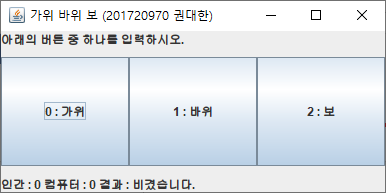 가위 바위 보 (201720970 권대한)
아래의 버튼 중 하나를 입력하시오.
0 : 가위 1 : 바위 2 : 보
인간 : 0 컴퓨터 : 0 결과 : 비겼습니다.